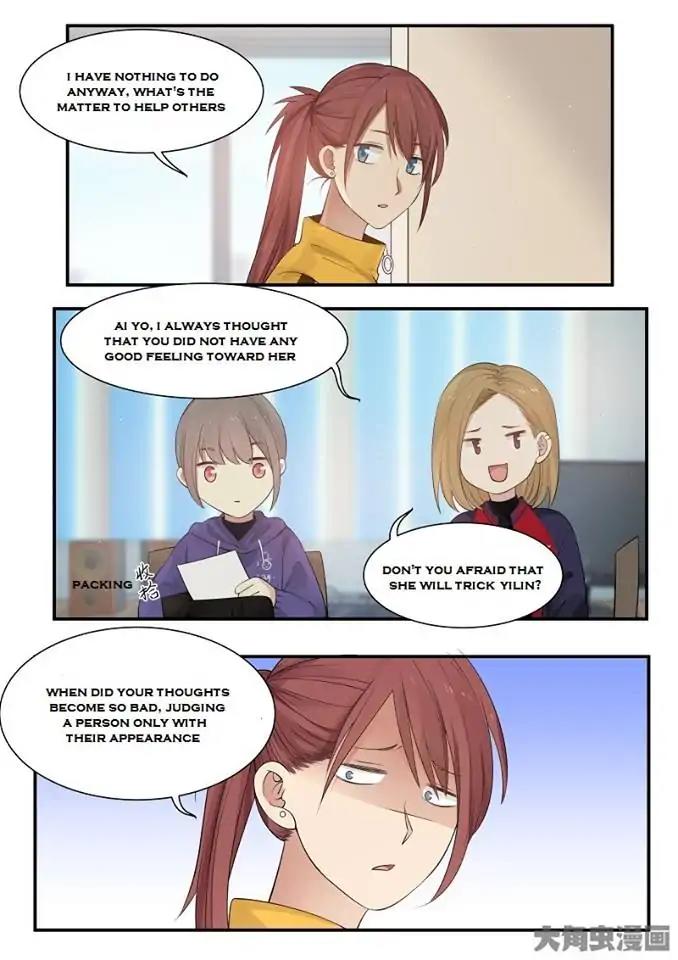 I HAVE NOTHING TO DO
ANYWAY, WHAT'S THE
MATTER TO HELP OTHERS
AI YO, I ALWAYS THOUGHT
THAT YOU DID NOT HAVE ANY
GOOD FEELING TOWARD HER
PACKING
收拾
DON'T YOU AFRAID THAT
SHE WILL TRICK YILIN?
WHEN DID YOUR THOUGHTS
BECOME SO BAD, JUDGING
A PERSON ONLY WITH
THEIR APPEARANCE
大角虫漫画